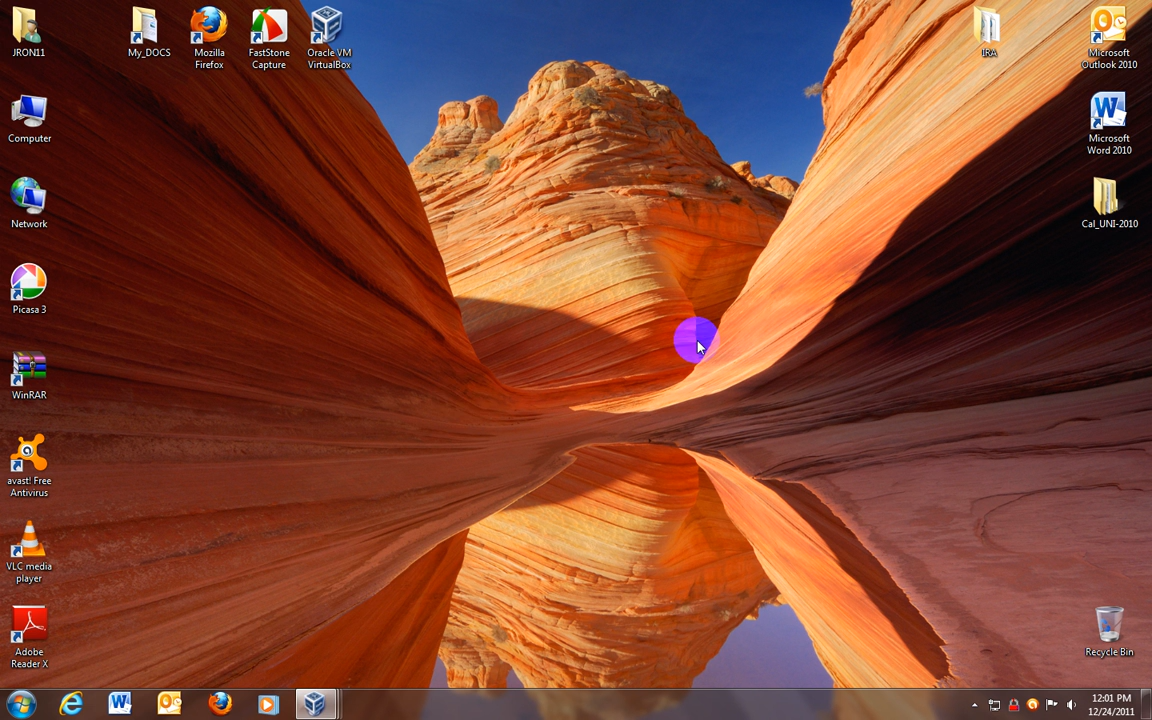 JRON11
My_DOCS
Mozilla
Firefox
FastStone
Capture
Oracle VM
VirtualBox
IRA
Microsoft
Outlook 2010
Computer
Microsoft
Word 2010
Network
Cal_UNI-2010
Picasa 3
WinRAR
avast! Free
Antivirus
VLC media
player
Adobe
Reader X
Recycle Bin
12:01 PM
12/24/2011